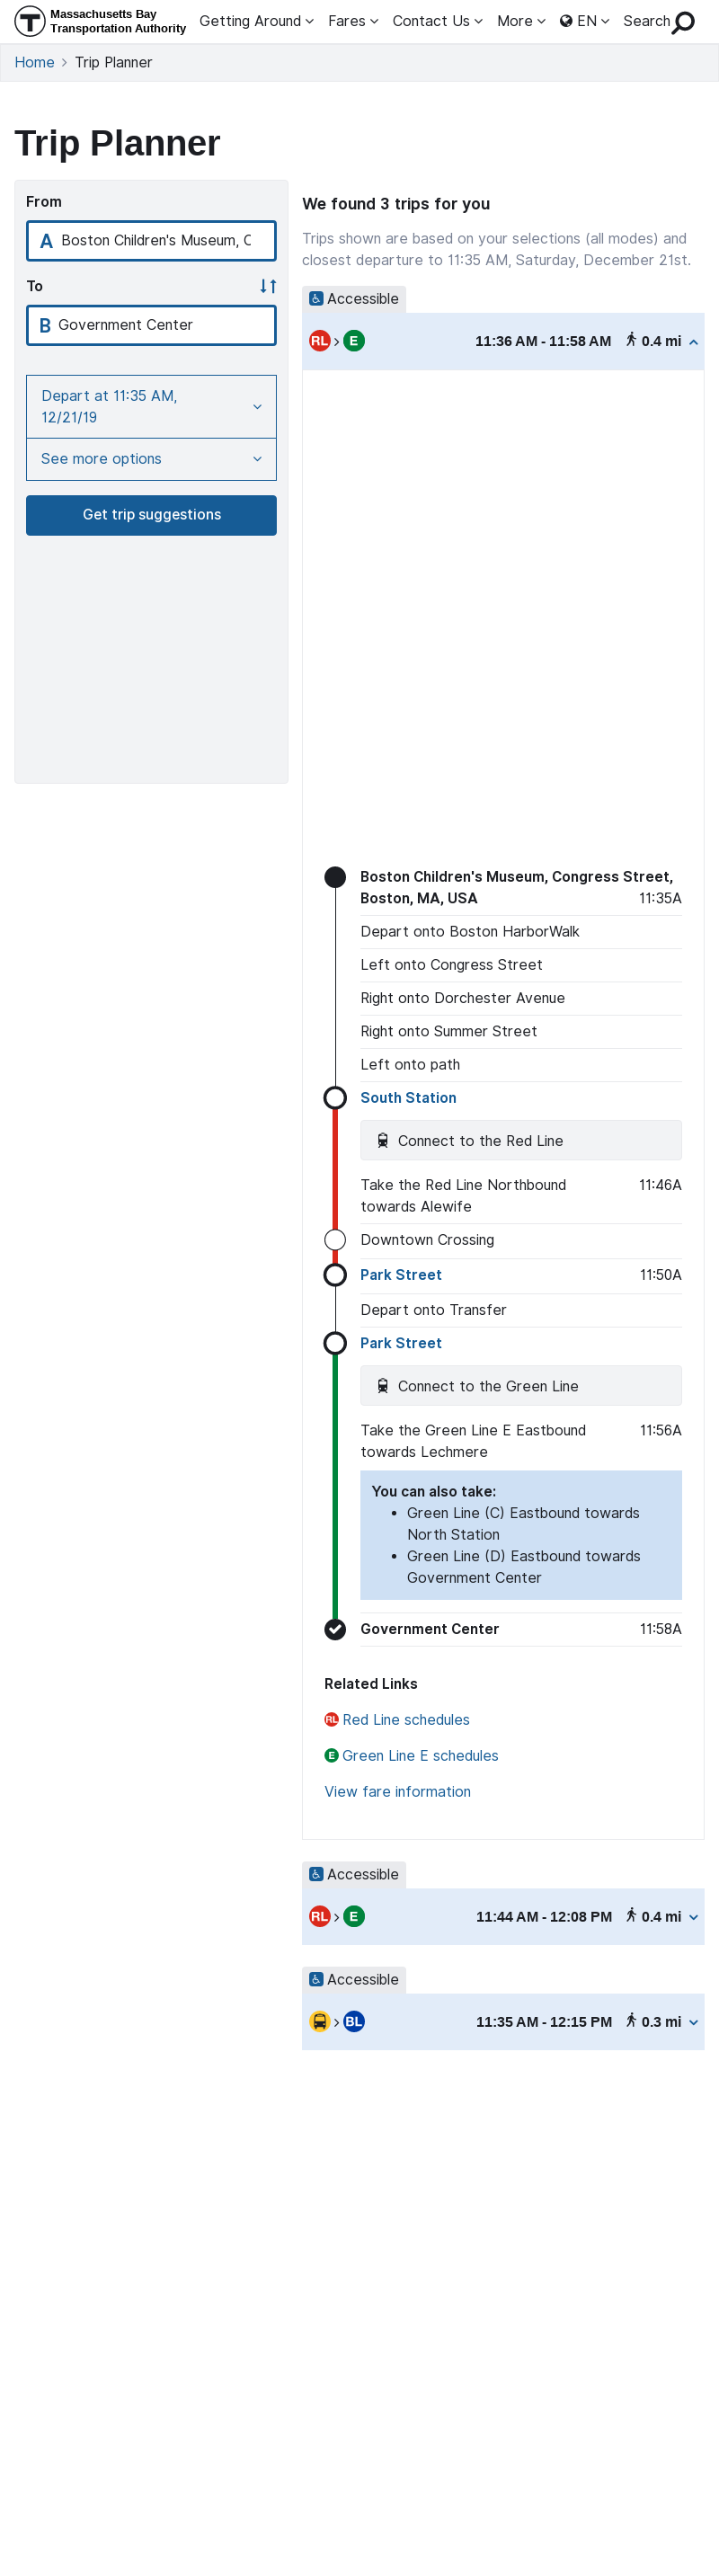 Massachusetts Bay
Transportation Authority
Getting Around
Fares
Contact Us
More
EN
Search
Home > Trip Planner
Trip Planner
From
A Boston Children's Museum, C
To
B Government Center
Depart at 11:35 AM,
12/21/19
See more options
Get trip suggestions
We found 3 trips for you
Trips shown are based on your selections (all modes) and
closest departure to 11:35 AM, Saturday, December 21st.
Accessible
RL > E 11:36 AM - 11:58 AM 0.4 mi
Boston Children's Museum, Congress Street,
Boston, MA, USA 11:35A
Depart onto Boston HarborWalk
Left onto Congress Street
Right onto Dorchester Avenue
Right onto Summer Street
Left onto path
South Station
Connect to the Red Line
Take the Red Line Northbound 11:46A
towards Alewife
Downtown Crossing
Park Street 11:50A
Depart onto Transfer
Park Street
Connect to the Green Line
Take the Green Line E Eastbound 11:56A
towards Lechmere
You can also take:
• Green Line (C) Eastbound towards
North Station
• Green Line (D) Eastbound towards
Government Center
Government Center 11:58A
Related Links
RL Red Line schedules
E Green Line E schedules
View fare information
Accessible
RL > E 11:44 AM - 12:08 PM 0.4 mi
Accessible
> BL 11:35 AM - 12:15 PM 0.3 mi